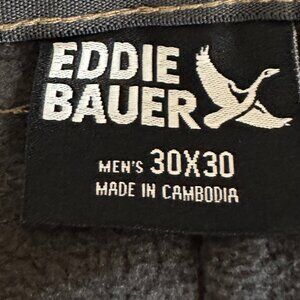 EDDIE
BAUER
MEN'S 30X30
MADE IN CAMBODIA